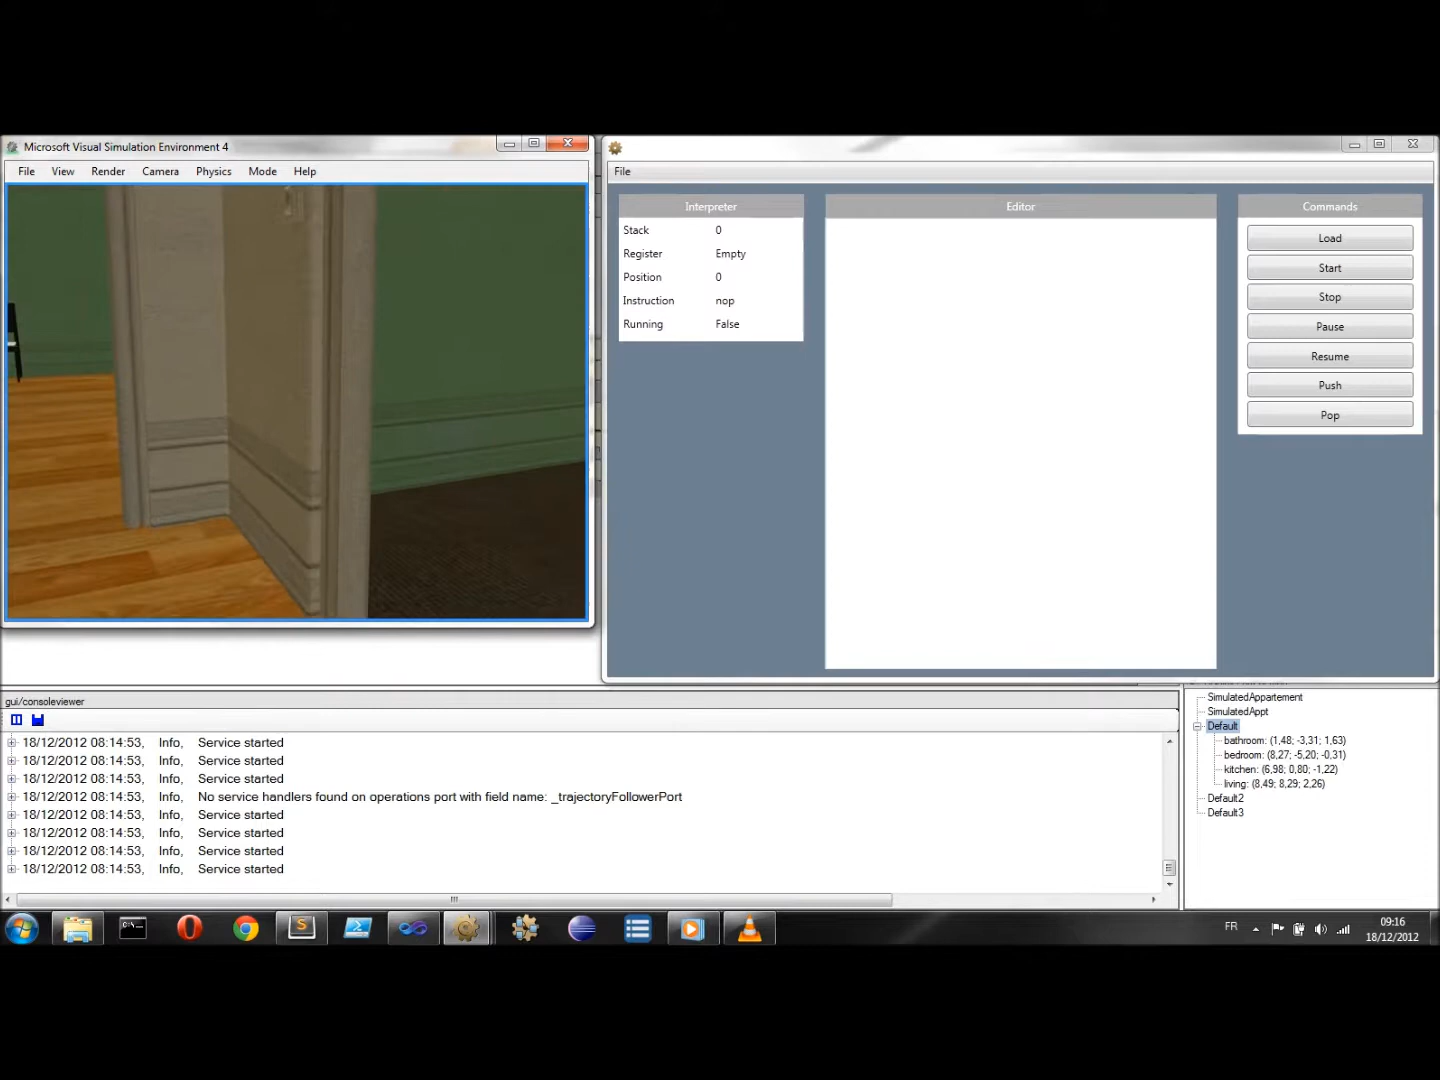 Microsoft Visual Simulation Environment 4
File View Render Camera Physics Mode Help
File
Interpreter
Stack 0
Register Empty
Position 0
Instruction nop
Running False
Editor
Commands
Load
Start
Stop
Pause
Resume
Push
Pop
gui/consoleviewer
18/12/2012 08:14:53, Info, Service started
18/12/2012 08:14:53, Info, Service started
18/12/2012 08:14:53, Info, Service started
18/12/2012 08:14:53, Info, No service handlers found on operations port with field name: _trajectoryFollowerPort
18/12/2012 08:14:53, Info, Service started
18/12/2012 08:14:53, Info, Service started
18/12/2012 08:14:53, Info, Service started
18/12/2012 08:14:53, Info, Service started
SimulatedAppartement
SimulatedAppt
Default
bathroom: (1,48; -3,31; 1,63)
bedroom: (8,27; -5,20; -0,31)
kitchen: (6,98; 0,80; -1,22)
living: (8,49; 8,29; 2,26)
Default2
Default3
C:\
S
FR
09:16
18/12/2012